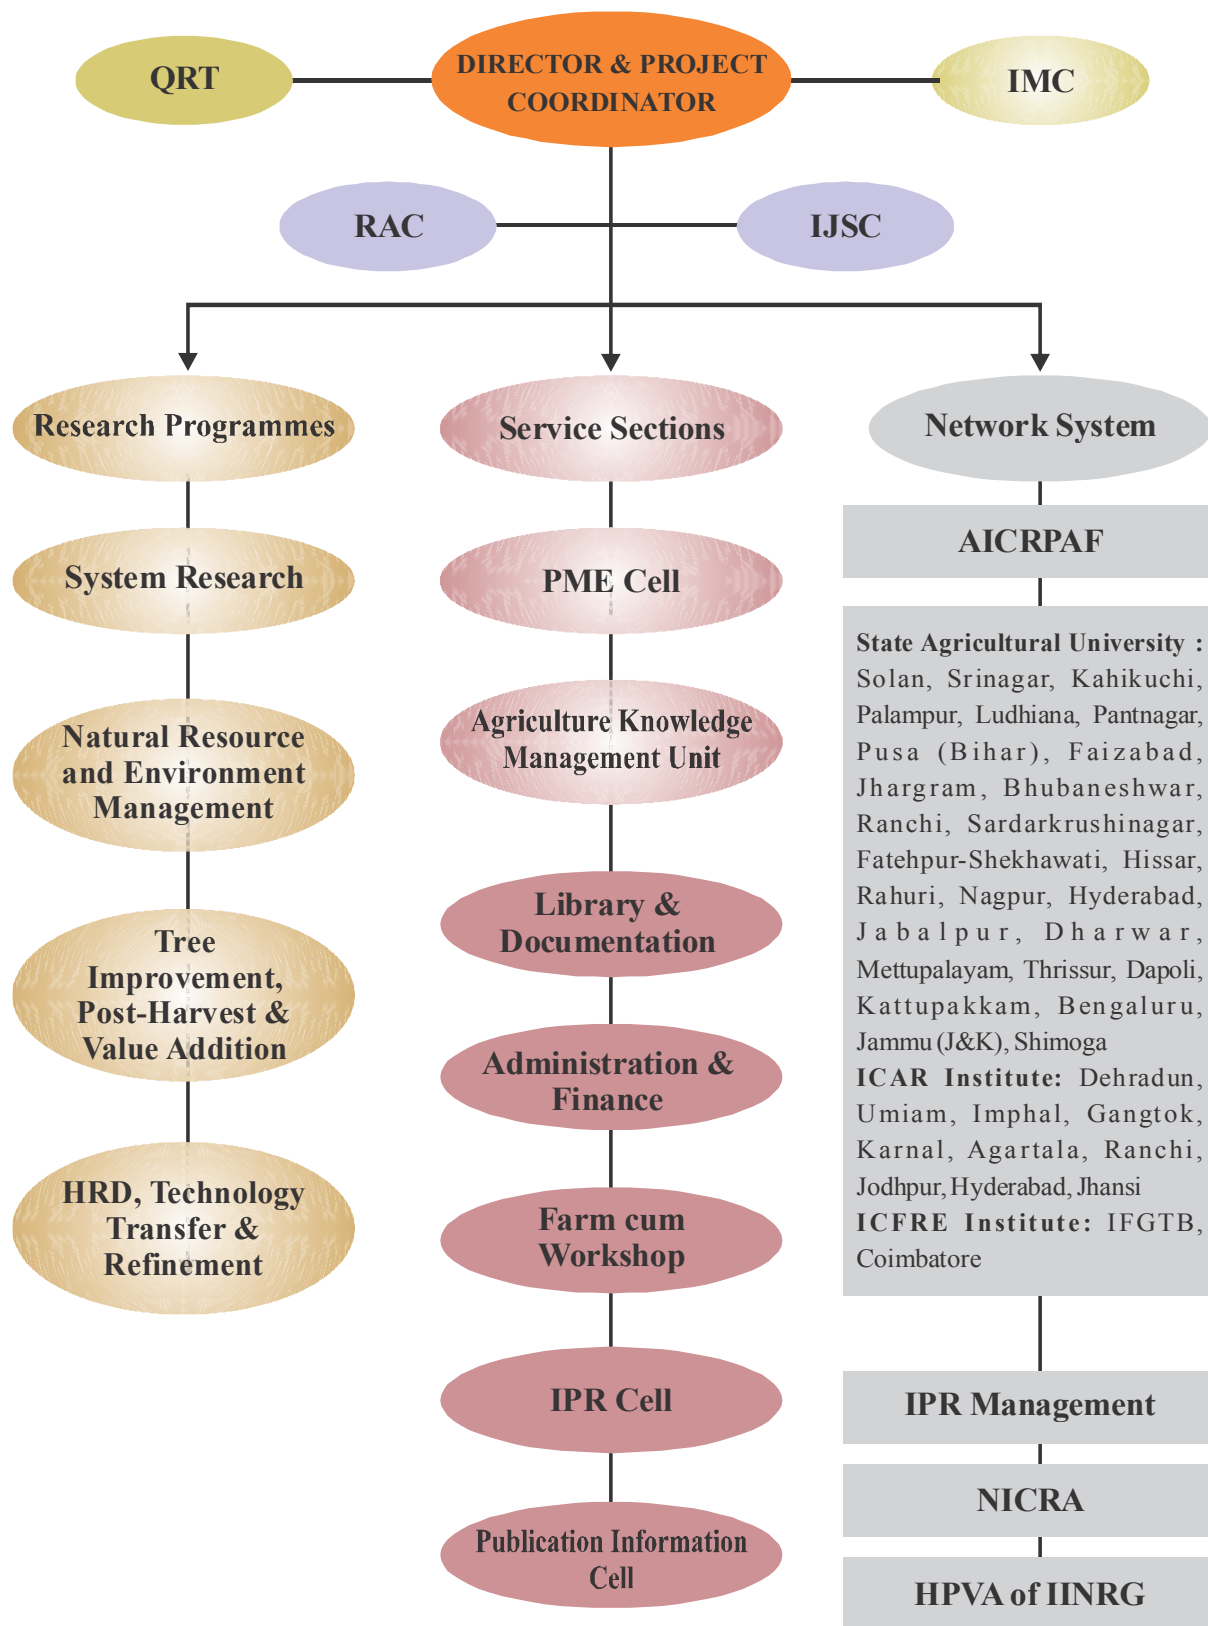 QRT
DIRECTOR & PROJECT
COORDINATOR
IMC
RAC
IJSC
Research Programmes
System Research
Natural Resource
and Environment
Management
Tree
Improvement,
Post-Harvest &
Value Addition
HRD, Technology
Transfer &
Refinement
Service Sections
PME Cell
Agriculture Knowledge
Management Unit
Library &
Documentation
Administration &
Finance
Farm cum
Workshop
IPR Cell
Publication Information
Cell
Network System
AICRPAF
State Agricultural University :
Solan, Srinagar, Kahikuchi,
Palampur, Ludhiana, Pantnagar,
Pusa (Bihar), Faizabad,
Jhargram, Bhubaneshwar,
Ranchi, Sardarkrushinagar,
Fatehpur-Shekhawati, Hissar,
Rahuri, Nagpur, Hyderabad,
Jabalpur, Dharwar,
Mettupalayam, Thrissur, Dapoli,
Kattupakkam, Bengaluru,
Jammu (J&K), Shimoga
ICAR Institute: Dehradun,
Umiam, Imphal, Gangtok,
Karnal, Agartala, Ranchi,
Jodhpur, Hyderabad, Jhansi
ICFRE Institute: IFGTB,
Coimbatore
IPR Management
NICRA
HPVA of IINRG